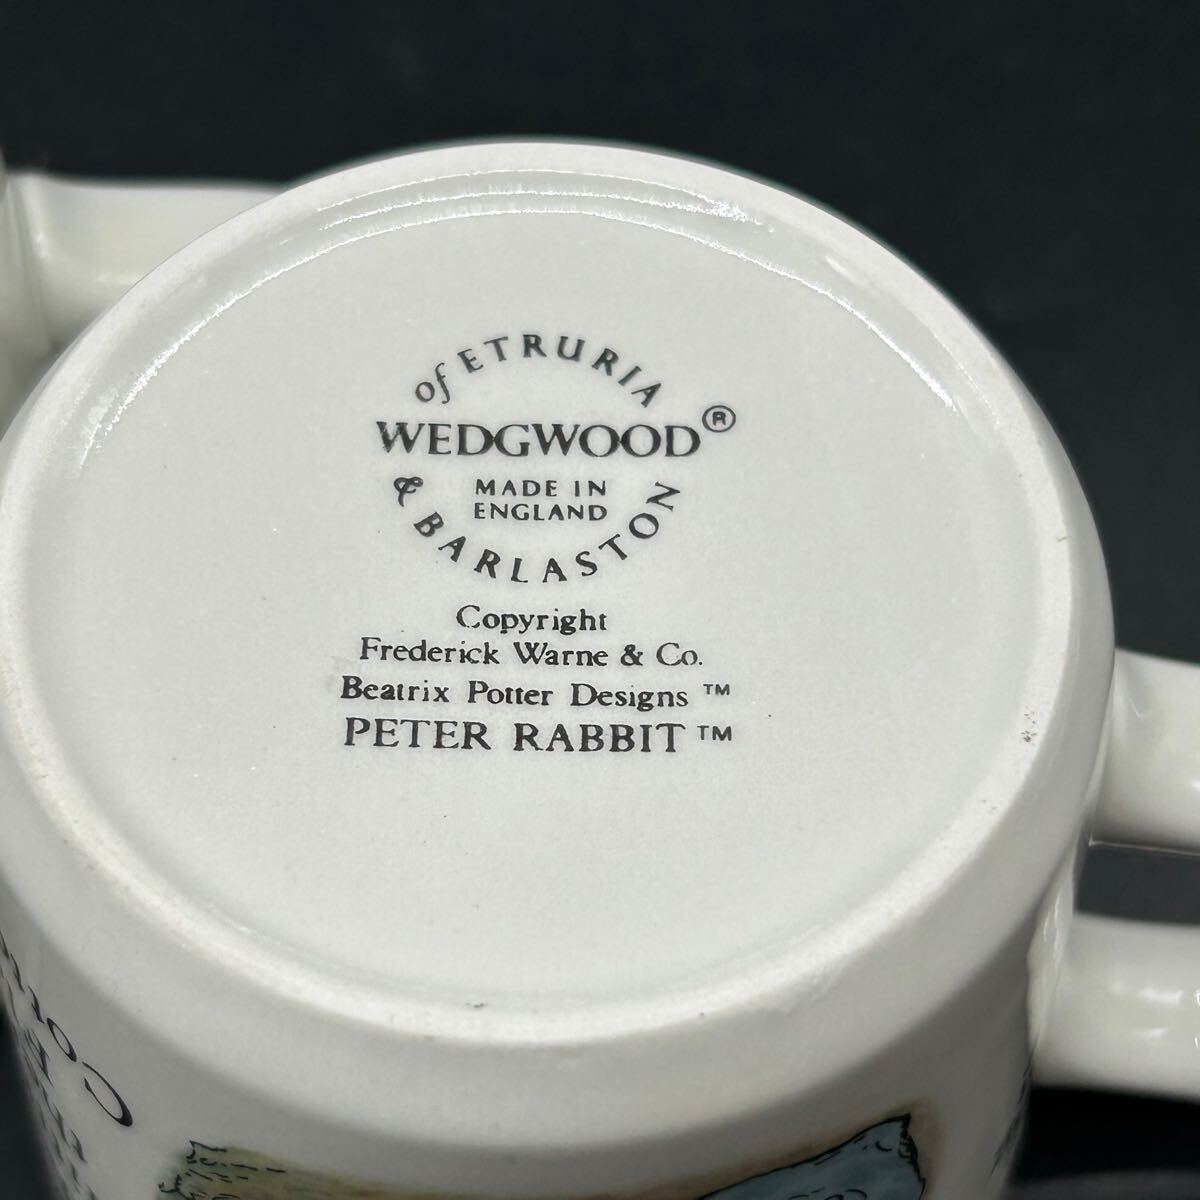 of ETRURIA
WEDGWOOD®
MADE IN
ENGLAND
& BARLASTON
Copyright
Frederick Warne & Co.
Beatrix Potter Designs ™
PETER RABBIT ™